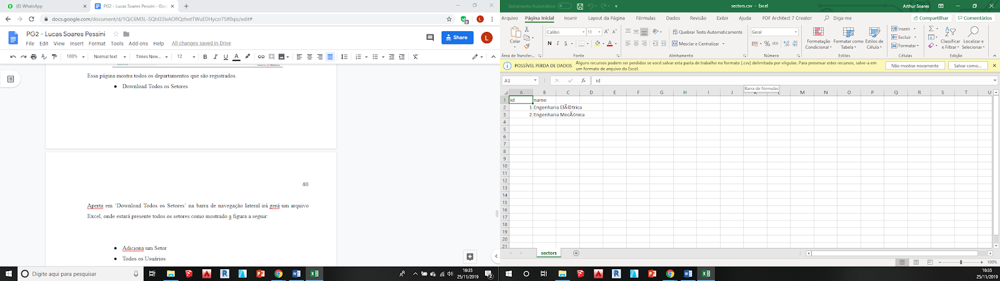 (8) WhatsApp
PG2 - Lucas Soares Pessini - Goo
docs.google.com/document/d/1QiC6M3L-SQhI33lxAOflQzhotTWuEDHyczr75If0qis/edit#
PG2 - Lucas Soares Pessini
File Edit View Insert Format Tools Add-ons Help All changes saved in Drive
Share
L
100% Normal text Times New... 12 B I U A
Essa página mostra todos os departamentos que são registrados.
● Download Todos os Setores
40
Aperta em ‘Download Todos os Setores’ na barra de navegação lateral irá gerá um arquivo
Excel, onde estará presente todos os setores como mostrado a figura a seguir:
● Adiciona um Setor
● Todos os Usuários
Digite aqui para pesquisar
16:35
25/11/2019
Salvamento Automático
sectors.csv - Excel
Arthur Soares
Arquivo Página Inicial Inserir Layout da Página Fórmulas Dados Revisão Exibir Ajuda PDF Architect 7 Creator Diga-me Compartilhar Comentários
Colar
Calibri 11
N I S
Quebrar Texto Automaticamente
Mesclar e Centralizar
Geral
% 000
Formatação Condicional
Formatar como Tabela
Estilos de Célula
Inserir
Excluir
Formatar
Classificar e Filtrar
Localizar e Selecionar
Área de Transfer... Fonte Alinhamento Número Estilos Células Edição
POSSÍVEL PERDA DE DADOS Alguns recursos podem ser perdidos se você salvar esta pasta de trabalho no formato (.csv) delimitada por vírgulas. Para preservar estes recursos, salve-a em
um formato de arquivo do Excel.
Não mostrar novamente Salvar como...
A1 fx id
Barra de fórmulas
A B C D E F G H I J K L M N O P Q R S T U
1 id name
2 1 Engenharia ElÃ©trica
3 2 Engenharia MecÃ¢nica
4
5
6
7
8
9
10
11
12
13
14
15
16
17
18
19
20
21
sectors
100%
16:35
25/11/2019